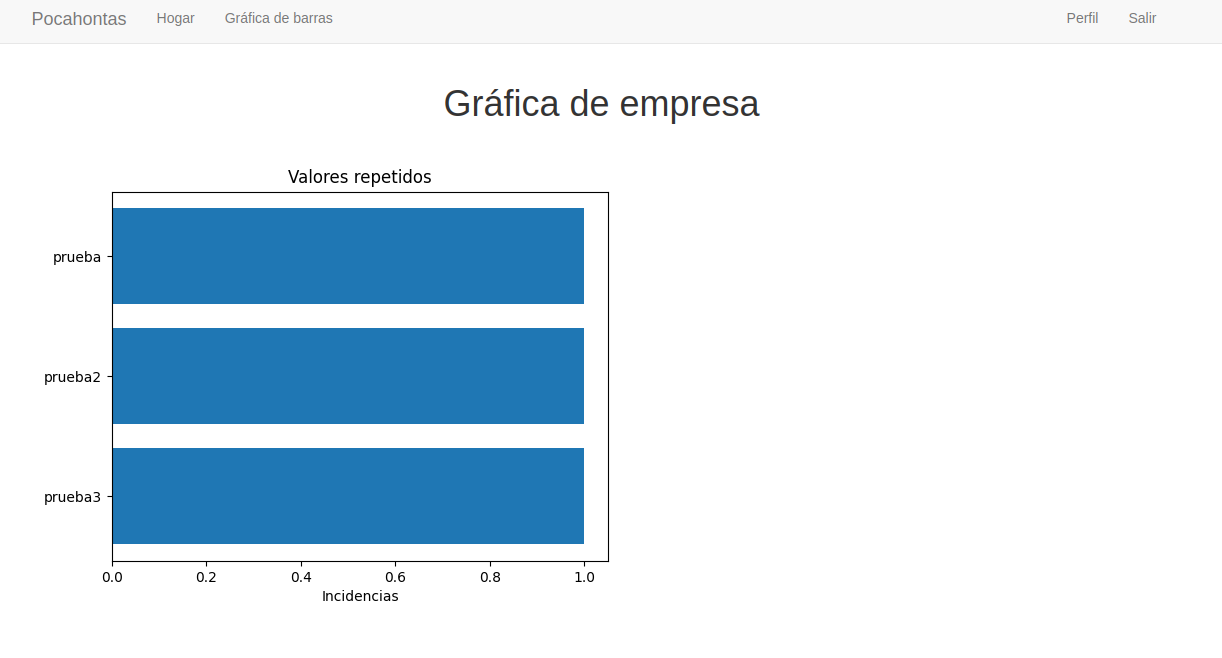 Pocahontas Hogar Gráfica de barras Perfil Salir
Gráfica de empresa
Valores repetidos
prueba
prueba2
prueba3
0.0 0.2 0.4 0.6 0.8 1.0
Incidencias